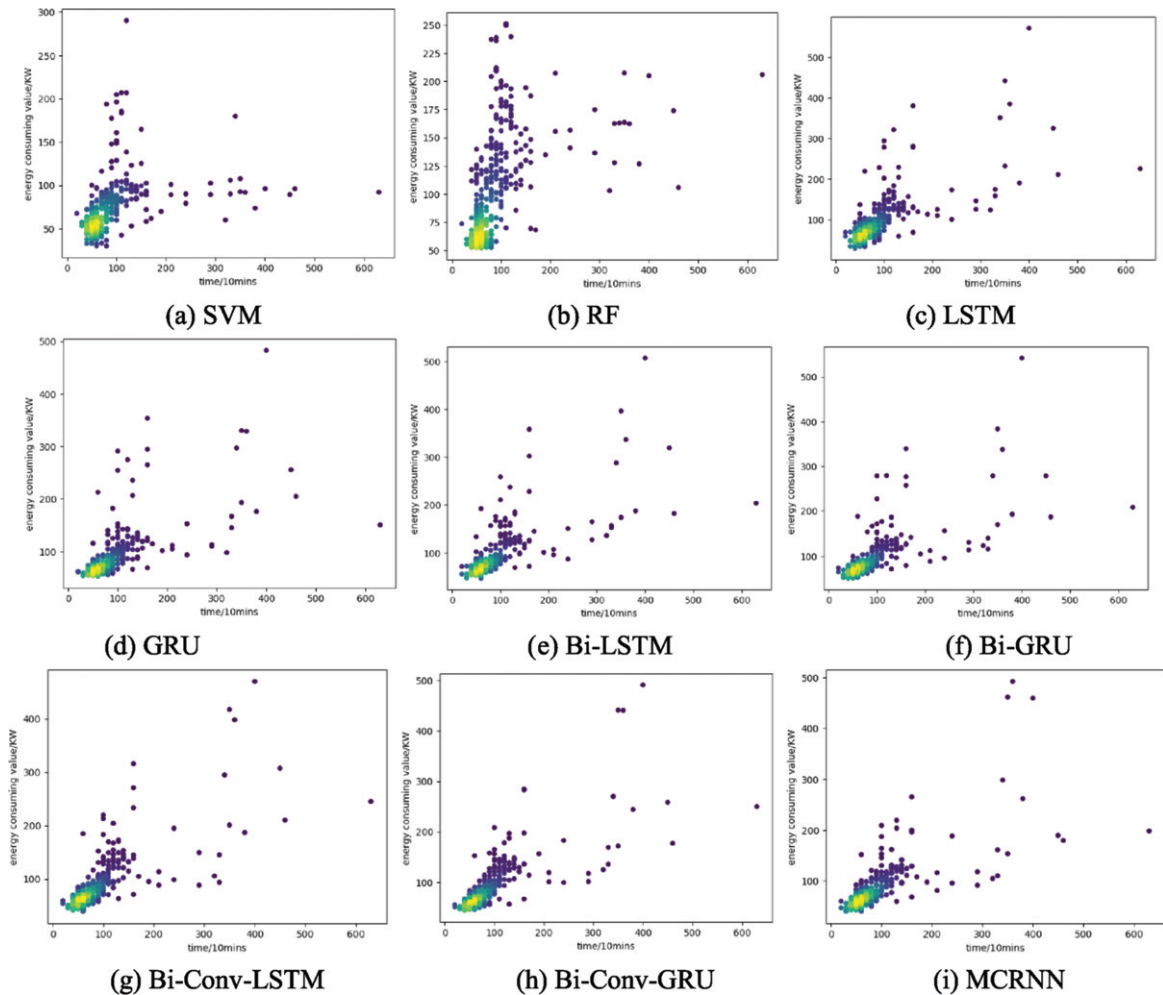 300
250
200
150
100
50
energy consuming value/KW
0 100 200 300 400 500 600
time/10mins
(a) SVM
250
225
200
175
150
125
100
75
50
energy consuming value/KW
0 100 200 300 400 500 600
time/10mins
(b) RF
500
400
300
200
100
energy consuming value/KW
0 100 200 300 400 500 600
time/10mins
(c) LSTM
500
400
300
200
100
energy consuming value/KW
0 100 200 300 400 500 600
time/10mins
(d) GRU
500
400
300
200
100
energy consuming value/KW
0 100 200 300 400 500 600
time/10mins
(e) Bi-LSTM
500
400
300
200
100
energy consuming value/KW
0 100 200 300 400 500 600
time/10mins
(f) Bi-GRU
400
300
200
100
energy consuming value/KW
0 100 200 300 400 500 600
time/10mins
(g) Bi-Conv-LSTM
500
400
300
200
100
energy consuming value/KW
0 100 200 300 400 500 600
time/10mins
(h) Bi-Conv-GRU
500
400
300
200
100
energy consuming value/KW
0 100 200 300 400 500 600
time/10mins
(i) MCRNN